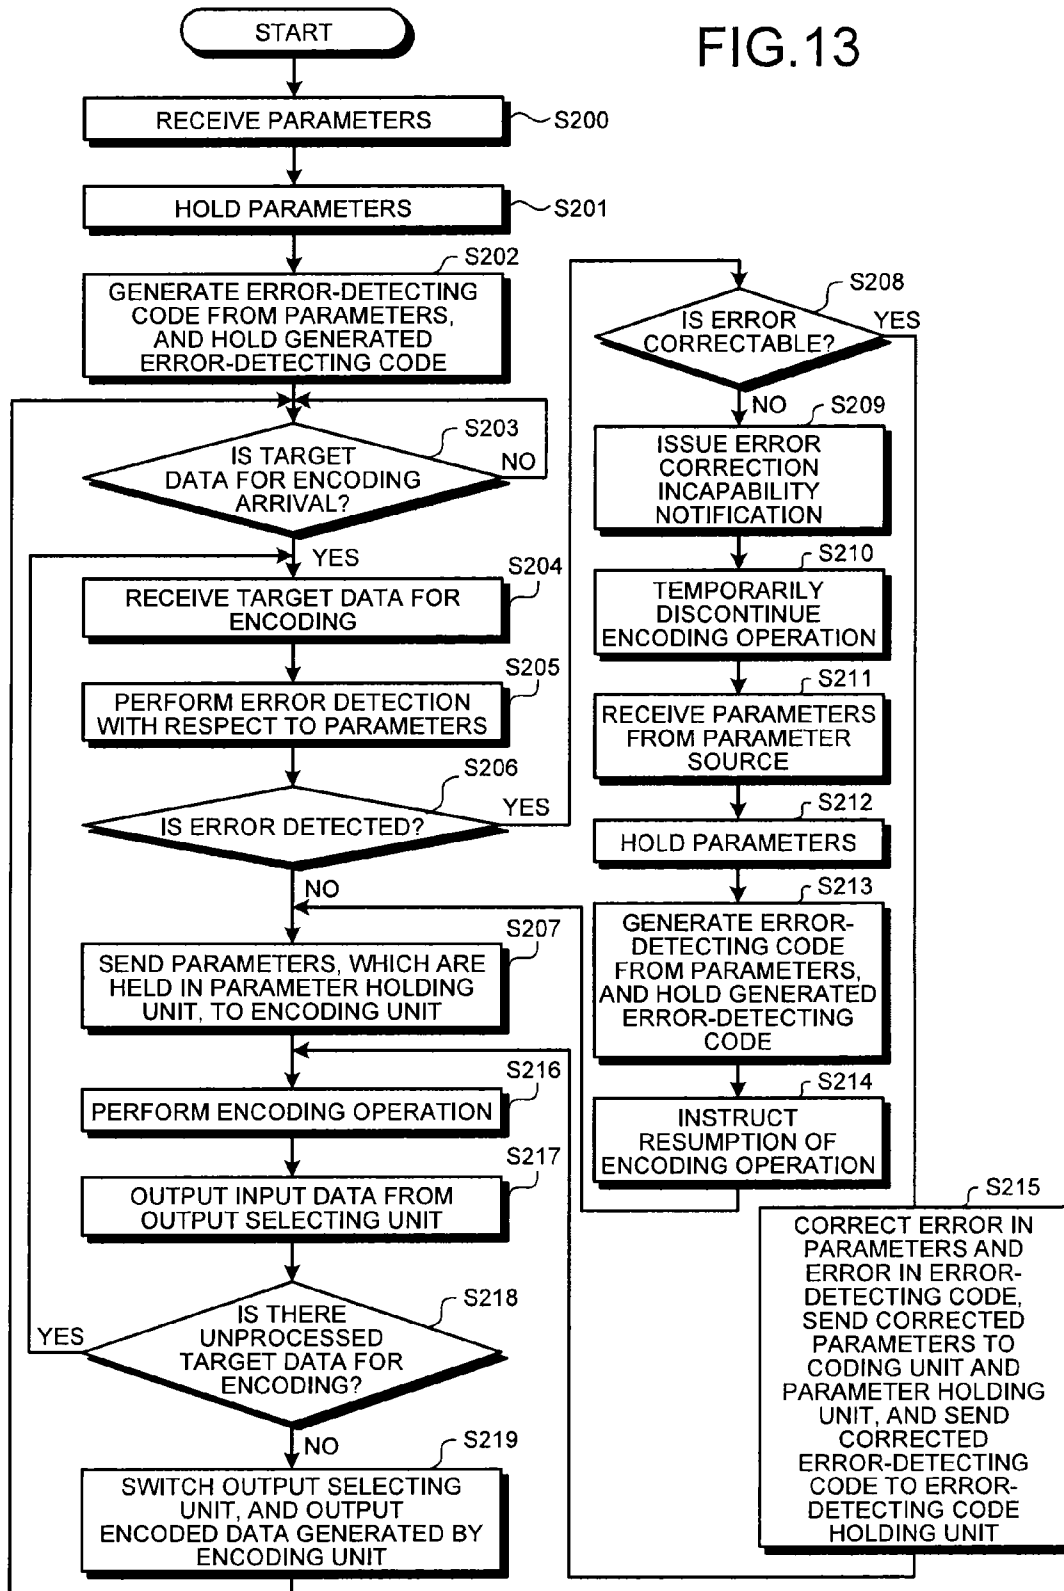 FIG.13
START
RECEIVE PARAMETERS
S200
HOLD PARAMETERS
S201
S202
GENERATE ERROR-DETECTING
CODE FROM PARAMETERS,
AND HOLD GENERATED
ERROR-DETECTING CODE
S203
IS TARGET
DATA FOR ENCODING
ARRIVAL?
NO
YES
S204
RECEIVE TARGET DATA FOR
ENCODING
S205
PERFORM ERROR DETECTION
WITH RESPECT TO PARAMETERS
S206
IS ERROR DETECTED?
YES
NO
S207
SEND PARAMETERS, WHICH ARE
HELD IN PARAMETER HOLDING
UNIT, TO ENCODING UNIT
S216
PERFORM ENCODING OPERATION
S217
OUTPUT INPUT DATA FROM
OUTPUT SELECTING UNIT
S218
IS THERE
UNPROCESSED
TARGET DATA FOR
ENCODING?
YES
NO
S219
SWITCH OUTPUT SELECTING
UNIT, AND OUTPUT
ENCODED DATA GENERATED BY
ENCODING UNIT
S208
IS ERROR
CORRECTABLE?
YES
NO
S209
ISSUE ERROR
CORRECTION
INCAPABILITY
NOTIFICATION
S210
TEMPORARILY
DISCONTINUE
ENCODING OPERATION
S211
RECEIVE PARAMETERS
FROM PARAMETER
SOURCE
S212
HOLD PARAMETERS
S213
GENERATE ERROR-
DETECTING CODE
FROM PARAMETERS,
AND HOLD GENERATED
ERROR-DETECTING
CODE
S214
INSTRUCT
RESUMPTION OF
ENCODING OPERATION
S215
CORRECT ERROR IN
PARAMETERS AND
ERROR IN ERROR-
DETECTING CODE,
SEND CORRECTED
PARAMETERS TO
CODING UNIT AND
PARAMETER HOLDING
UNIT, AND SEND
CORRECTED
ERROR-DETECTING
CODE TO ERROR-
DETECTING CODE
HOLDING UNIT